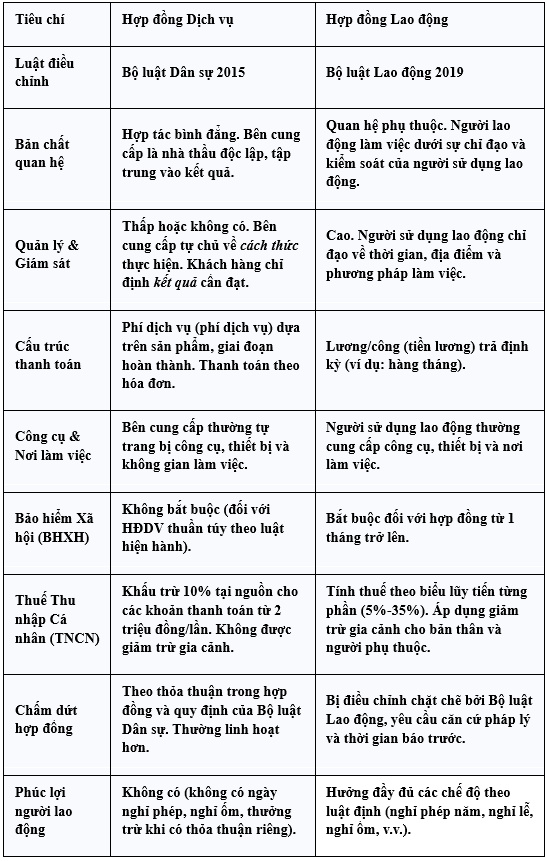 Tiêu chí
Hợp đồng Dịch vụ
Hợp đồng Lao động
Luật điều
chỉnh
Bộ luật Dân sự 2015
Bộ luật Lao động 2019
Bản chất
quan hệ
Hợp tác bình đẳng. Bên cung
cấp là nhà thầu độc lập, tập
trung vào kết quả.
Quan hệ phụ thuộc. Người lao
động làm việc dưới sự chỉ đạo và
kiểm soát của người sử dụng lao
động.
Quản lý &
Giám sát
Thấp hoặc không có. Bên
cung cấp tự chủ về cách thức
thực hiện. Khách hàng chỉ
định kết quả cần đạt.
Cao. Người sử dụng lao động chỉ
đạo về thời gian, địa điểm và
phương pháp làm việc.
Cấu trúc
thanh toán
Phí dịch vụ (phí dịch vụ) dựa
trên sản phẩm, giai đoạn
hoàn thành. Thanh toán theo
hóa đơn.
Lương/công (tiền lương) trả định
kỳ (ví dụ: hàng tháng).
Công cụ &
Nơi làm việc
Bên cung cấp thường tự
trang bị công cụ, thiết bị và
không gian làm việc.
Người sử dụng lao động thường
cung cấp công cụ, thiết bị và nơi
làm việc.
Bảo hiểm Xã
hội (BHXH)
Không bắt buộc (đối với
HĐDV thuần túy theo luật
hiện hành).
Bắt buộc đối với hợp đồng từ 1
tháng trở lên.
Thuế Thu
nhập Cá
nhân (TNCN)
Khấu trừ 10% tại nguồn cho
các khoản thanh toán từ 2
triệu đồng/lần. Không được
giảm trừ gia cảnh.
Tính thuế theo biểu lũy tiến từng
phần (5%-35%). Áp dụng giảm
trừ gia cảnh cho bản thân và
người phụ thuộc.
Chấm dứt
hợp đồng
Theo thỏa thuận trong hợp
đồng và quy định của Bộ luật
Dân sự. Thường linh hoạt
hơn.
Bị điều chỉnh chặt chẽ bởi Bộ luật
Lao động, yêu cầu căn cứ pháp lý
và thời gian báo trước.
Phúc lợi
người lao
động
Không có (không có ngày
nghỉ phép, nghỉ ốm, thưởng
trừ khi có thỏa thuận riêng).
Hưởng đầy đủ các chế độ theo
luật định (nghỉ phép năm, nghỉ lễ,
nghỉ ốm, v.v.).